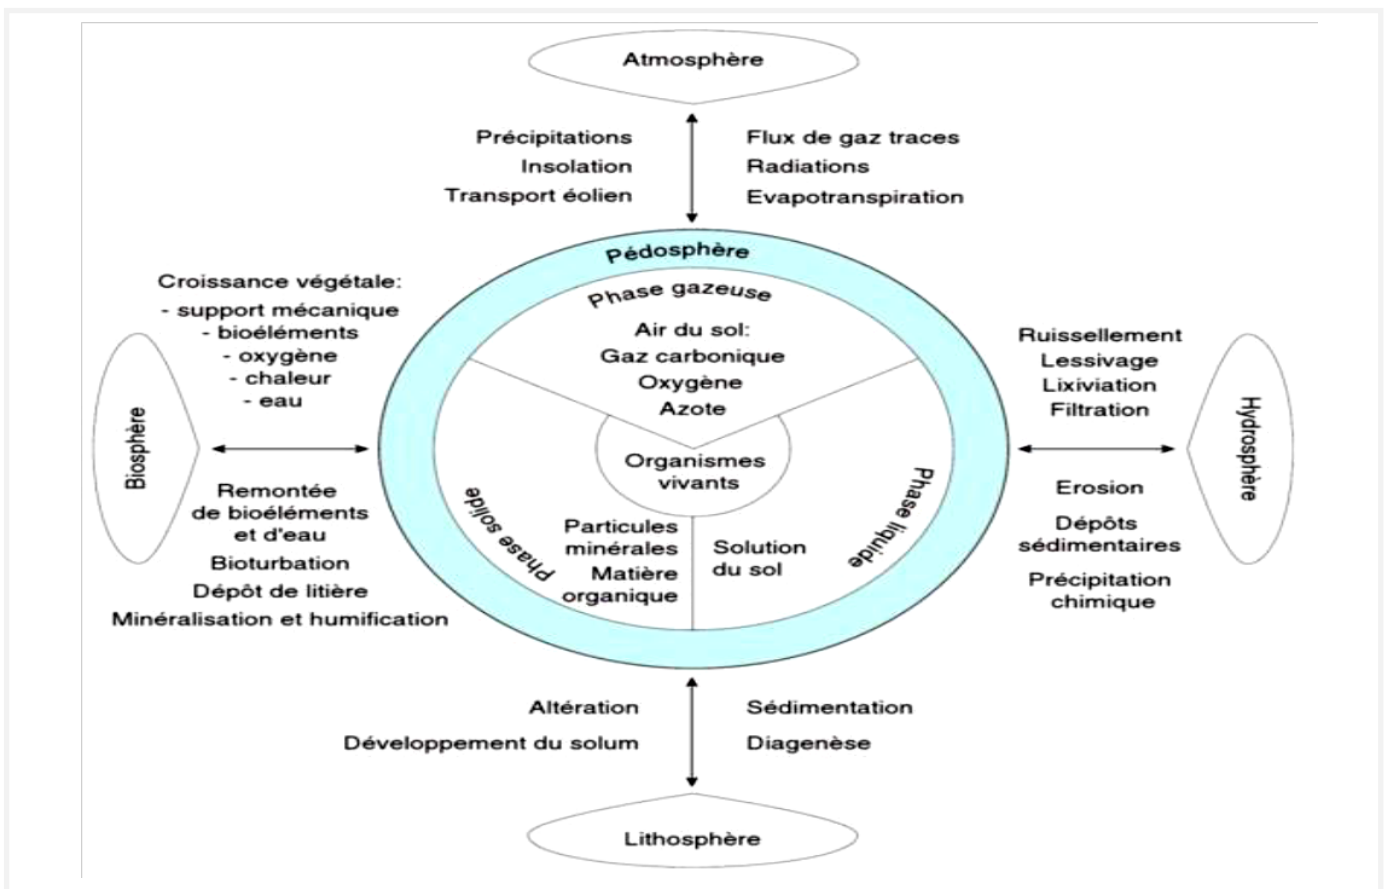 Atmosphère
Précipitations
Insolation
Transport éolien
Flux de gaz traces
Radiations
Evapotranspiration
Pédosphère
Phase gazeuse
Air du sol:
Gaz carbonique
Oxygène
Azote
Croissance végétale:
- support mécanique
- bioéléments
- oxygène
- chaleur
- eau
Biosphère
Remontée
de bioéléments
et d'eau
Bioturbation
Dépôt de litière
Minéralisation et humification
Organismes
vivants
Phase solide
Particules
minérales
Matière
organique
Solution
du sol
Phase liquide
Ruissellement
Lessivage
Lixiviation
Filtration
Hydrosphère
Erosion
Dépôts
sédimentaires
Précipitation
chimique
Altération
Développement du solum
Sédimentation
Diagenèse
Lithosphère